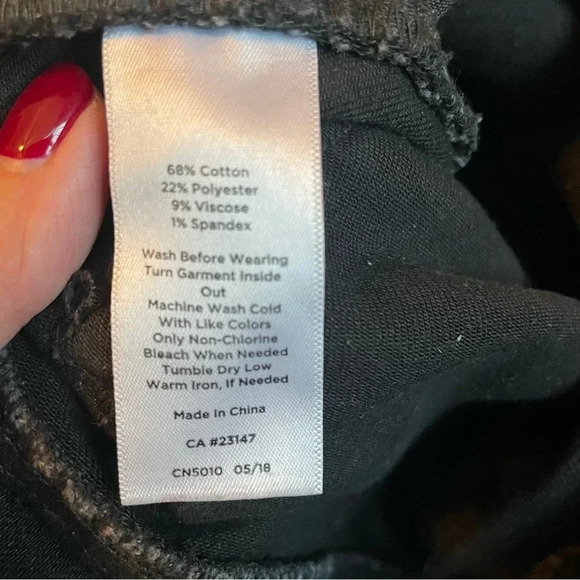 68% Cotton
22% Polyester
9% Viscose
1% Spandex
Wash Before Wearing
Turn Garment Inside
Out
Machine Wash Cold
With Like Colors
Only Non-Chlorine
Bleach When Needed
Tumble Dry Low
Warm Iron, If Needed
Made In China
CA #23147
CN5010 05/18